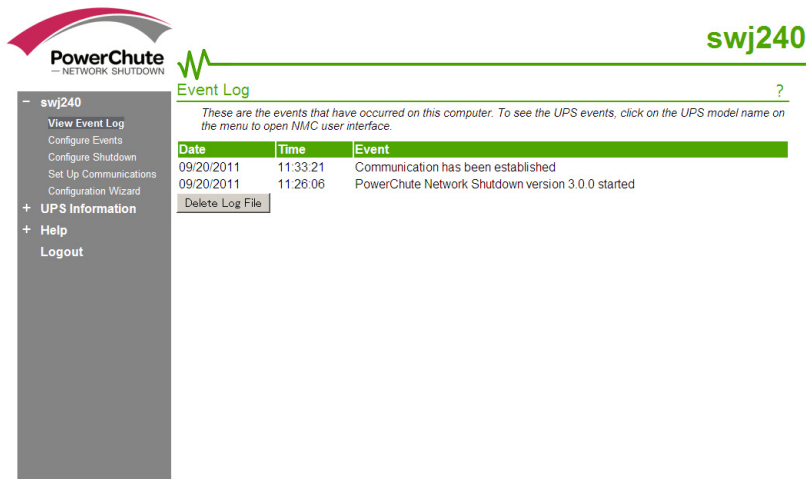 PowerChute
NETWORK SHUTDOWN
swj240
− swj240
View Event Log
Configure Events
Configure Shutdown
Set Up Communications
Configuration Wizard
+ UPS Information
+ Help
Logout
Event Log ?
These are the events that have occurred on this computer. To see the UPS events, click on the UPS model name on
the menu to open NMC user interface.
Date Time Event
09/20/2011 11:33:21 Communication has been established
09/20/2011 11:26:06 PowerChute Network Shutdown version 3.0.0 started
Delete Log File